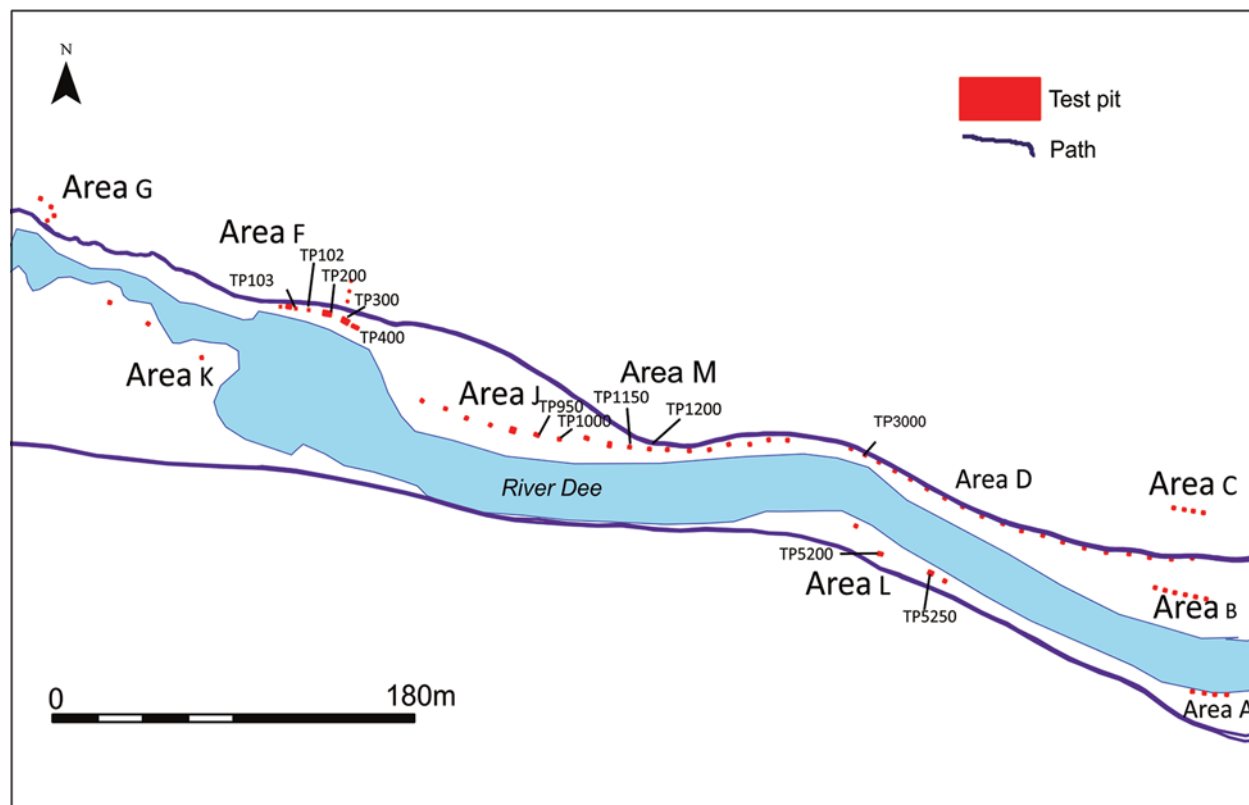 N
Test pit
Path
Area G
Area F
TP102
TP103
TP200
TP300
TP400
Area K
Area J
Area M
TP950
TP1150
TP1000
TP1200
TP3000
River Dee
Area D
Area C
TP5200
Area L
TP5250
Area B
Area A
0
180m